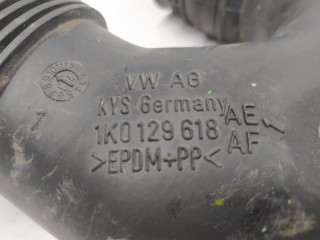 VW AG
KYS Germany AE
1K0 129 618 AF
>EPDM+PP<